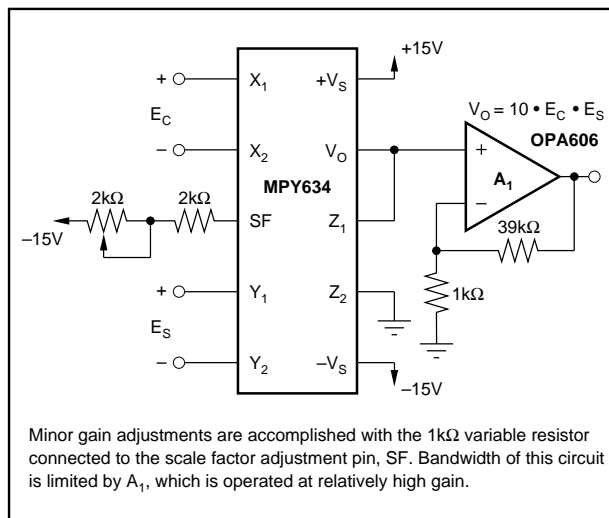 +15V
+ X1 +VS
EC
VO = 10 • EC • ES
OPA606
– X2 VO
+ A1
MPY634
2kΩ 2kΩ
–15V SF Z1
–
39kΩ
1kΩ
+ Y1 Z2
ES
– Y2 –VS
–15V
Minor gain adjustments are accomplished with the 1kΩ variable resistor
connected to the scale factor adjustment pin, SF. Bandwidth of this circuit
is limited by A1, which is operated at relatively high gain.